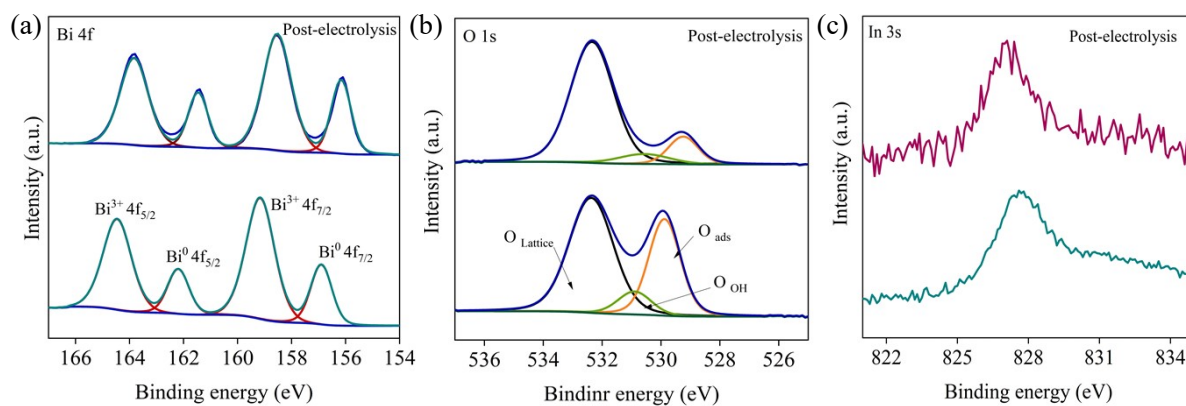 (a)
Bi 4f
Post-electrolysis
Bi³⁺ 4f₅/₂
Bi⁰ 4f₅/₂
Bi³⁺ 4f₇/₂
Bi⁰ 4f₇/₂
Intensity (a.u.)
166 164 162 160 158 156 154
Binding energy (eV)
(b)
O 1s
Post-electrolysis
O Lattice
O ads
O OH
Intensity (a.u.)
536 534 532 530 528 526
Bindinr energy (eV)
(c)
In 3s
Post-electrolysis
Intensity (a.u.)
822 825 828 831 834
Binding energy (eV)